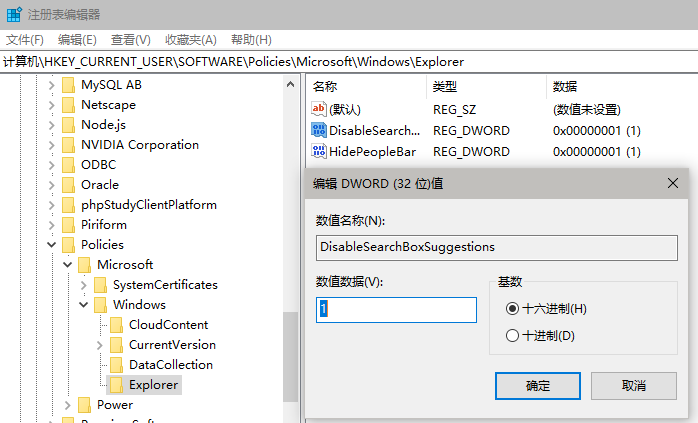 注册表编辑器
文件(F) 编辑(E) 查看(V) 收藏夹(A) 帮助(H)
计算机\HKEY_CURRENT_USER\SOFTWARE\Policies\Microsoft\Windows\Explorer
MySQL AB
Netscape
Node.js
NVIDIA Corporation
ODBC
Oracle
phpStudyClientPlatform
Piriform
Policies
Microsoft
SystemCertificates
Windows
CloudContent
CurrentVersion
DataCollection
Explorer
Power
名称 类型 数据
ab (默认) REG_SZ (数值未设置)
DisableSearch... REG_DWORD 0x00000001 (1)
HidePeopleBar REG_DWORD 0x00000001 (1)
编辑 DWORD (32 位)值
数值名称(N):
DisableSearchBoxSuggestions
数值数据(V):
1
基数
十六进制(H)
十进制(D)
确定 取消